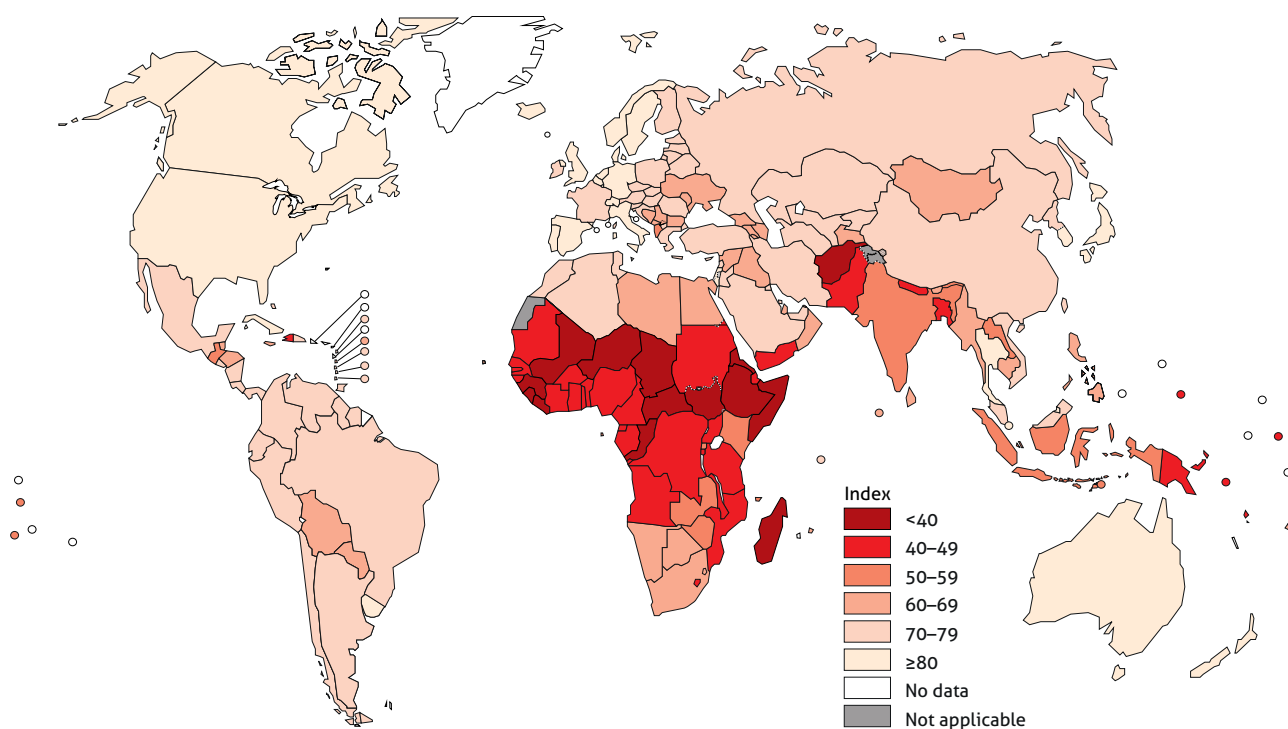 Index
<40
40–49
50–59
60–69
70–79
≥80
No data
Not applicable